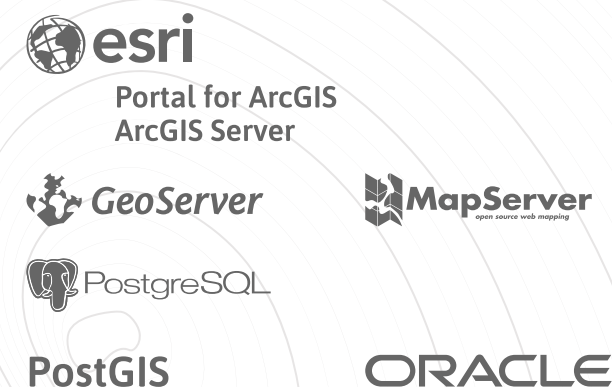 esri
Portal for ArcGIS
ArcGIS Server
GeoServer
MapServer
open source web mapping
PostgreSQL
PostGIS
ORACLE